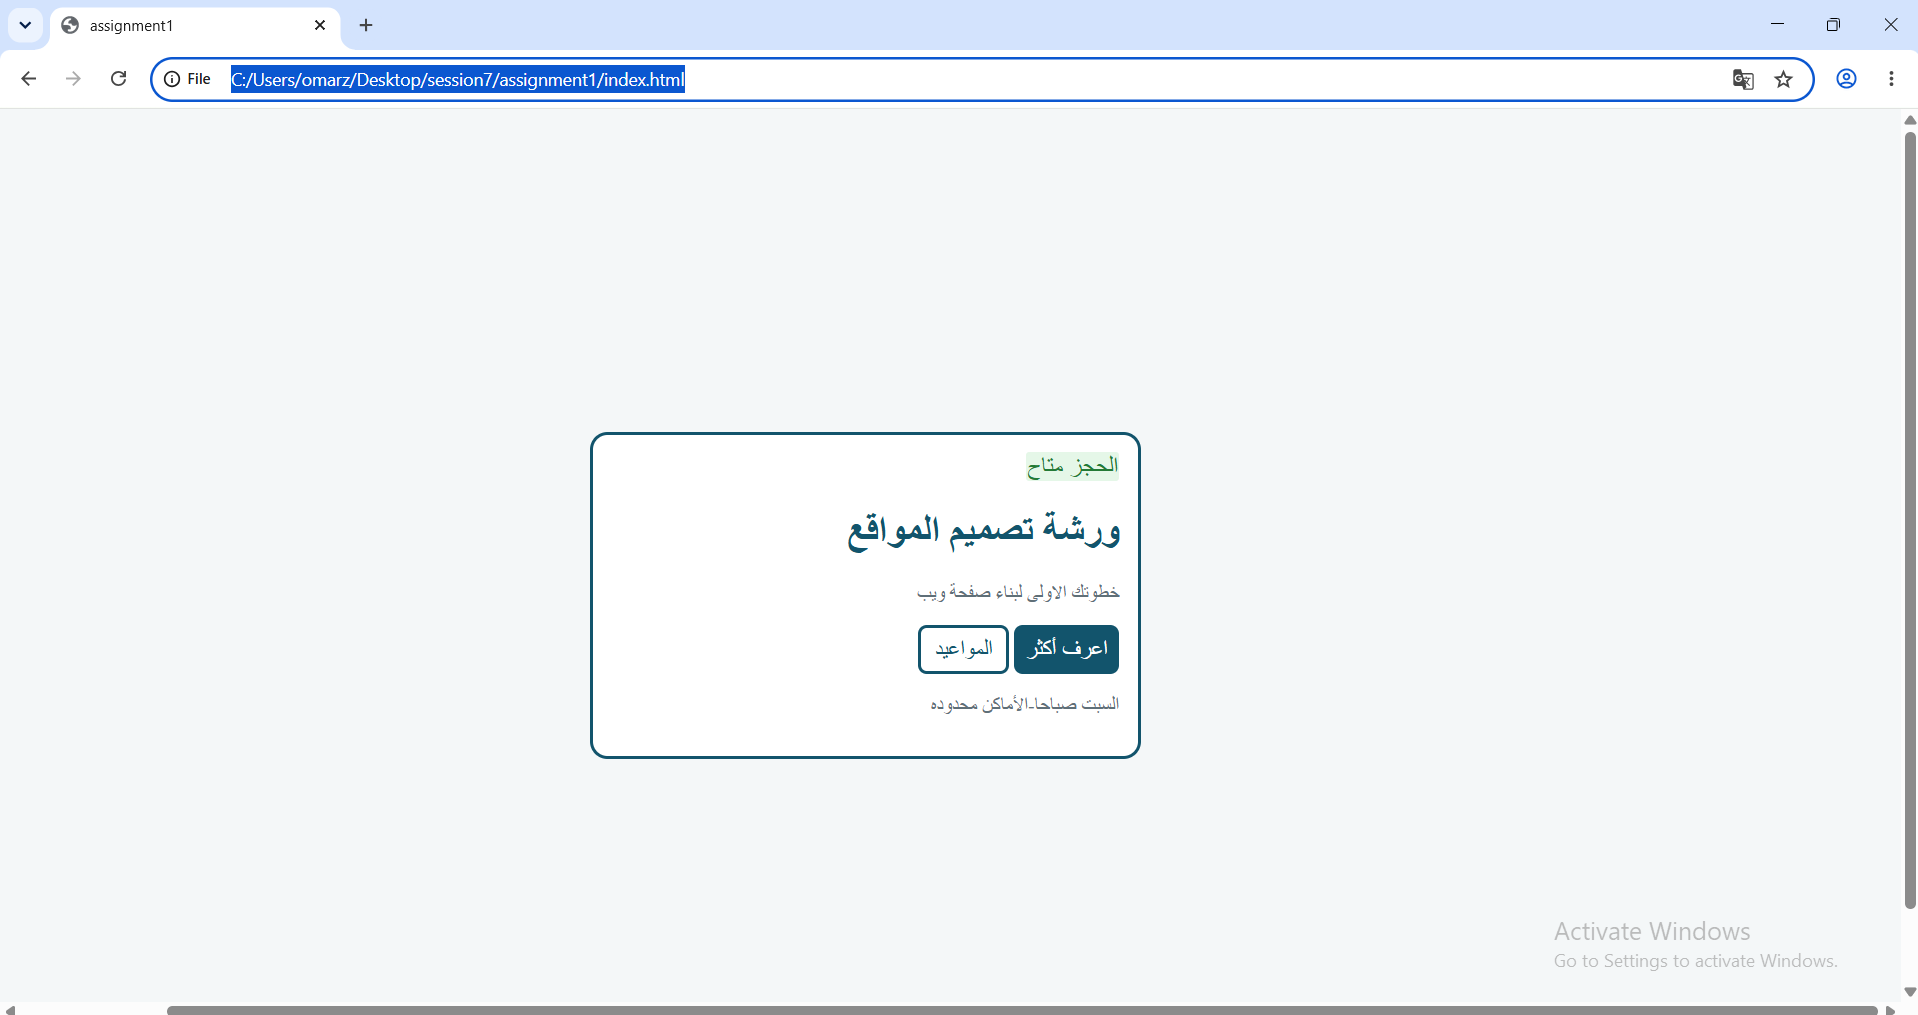 assignment1
File
C:/Users/omarz/Desktop/session7/assignment1/index.html
الحجز متاح
ورشة تصميم المواقع
خطوتك الاولى لبناء صفحة ويب
اعرف أكثر
المواعيد
السبت صباحا-الأماكن محدوده
Activate Windows
Go to Settings to activate Windows.